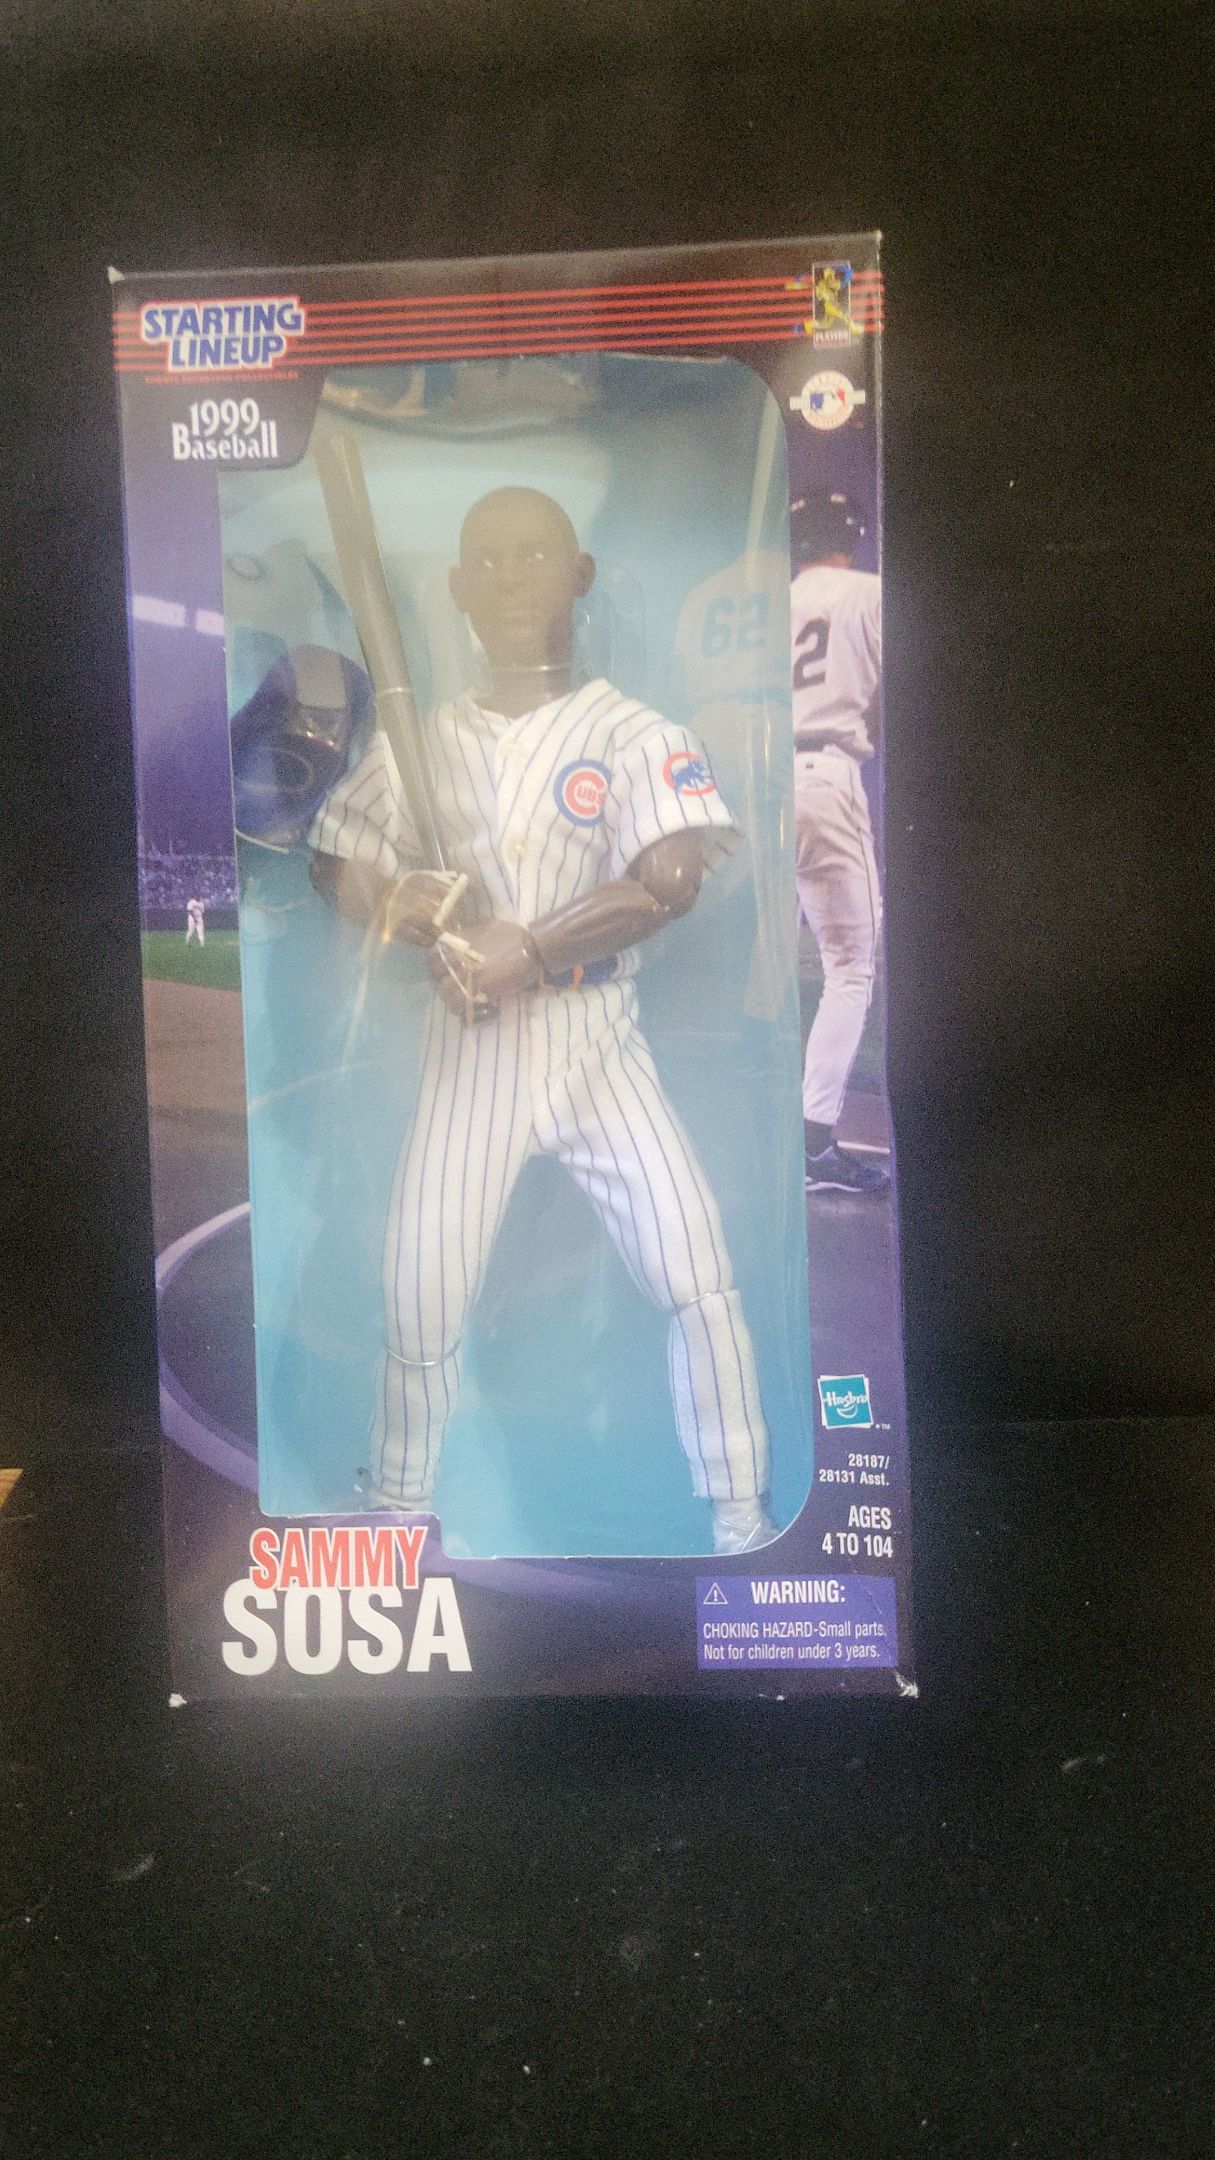 STARTING
LINEUP
1999
Baseball
62
2
CUBS
Hasbro
28187/
28131 Asst.
AGES
4 TO 104
SAMMY
SOSA
WARNING:
CHOKING HAZARD-Small parts.
Not for children under 3 years.